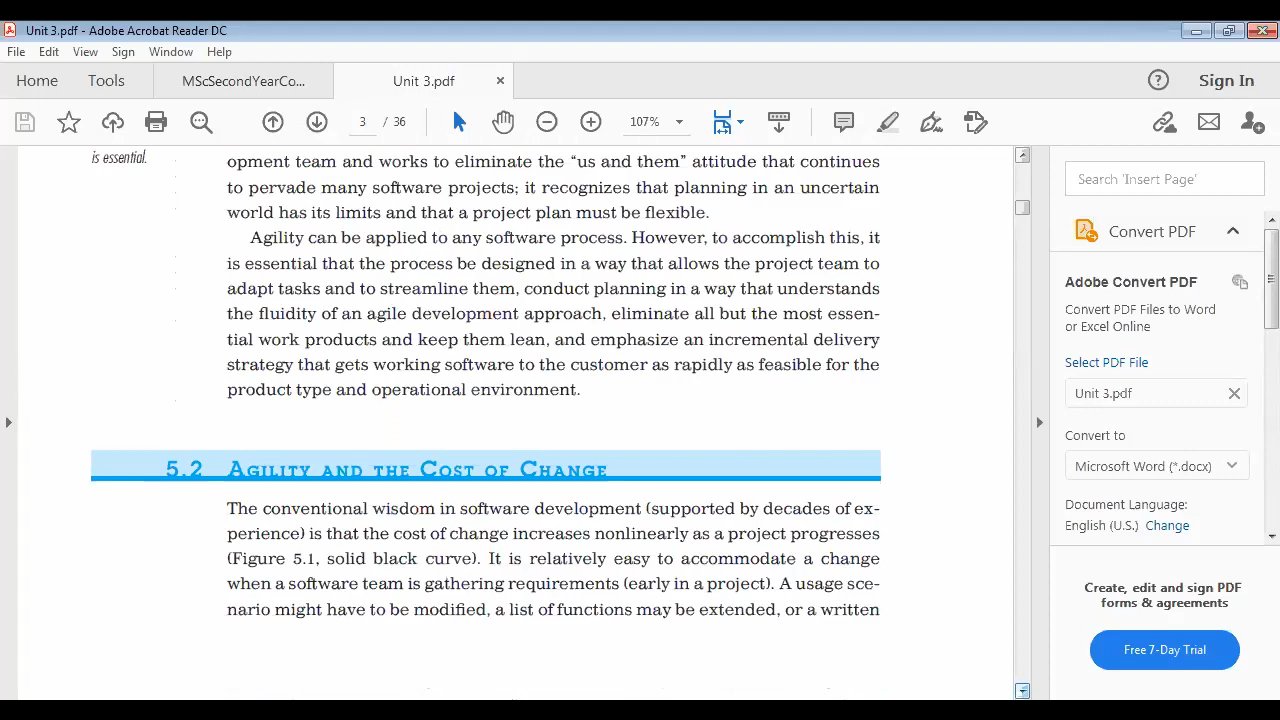 Unit 3.pdf - Adobe Acrobat Reader DC
File Edit View Sign Window Help
Home Tools MScSecondYearCo... Unit 3.pdf × ? Sign In
3 / 36 107%
is essential.
opment team and works to eliminate the “us and them” attitude that continues
to pervade many software projects; it recognizes that planning in an uncertain
world has its limits and that a project plan must be flexible.
Agility can be applied to any software process. However, to accomplish this, it
is essential that the process be designed in a way that allows the project team to
adapt tasks and to streamline them, conduct planning in a way that understands
the fluidity of an agile development approach, eliminate all but the most essen-
tial work products and keep them lean, and emphasize an incremental delivery
strategy that gets working software to the customer as rapidly as feasible for the
product type and operational environment.
5.2 Agility and the Cost of Change
The conventional wisdom in software development (supported by decades of ex-
perience) is that the cost of change increases nonlinearly as a project progresses
(Figure 5.1, solid black curve). It is relatively easy to accommodate a change
when a software team is gathering requirements (early in a project). A usage sce-
nario might have to be modified, a list of functions may be extended, or a written
Search 'Insert Page'
Convert PDF
Adobe Convert PDF
Convert PDF Files to Word
or Excel Online
Select PDF File
Unit 3.pdf
Convert to
Microsoft Word (*.docx)
Document Language:
English (U.S.) Change
Create, edit and sign PDF
forms & agreements
Free 7-Day Trial